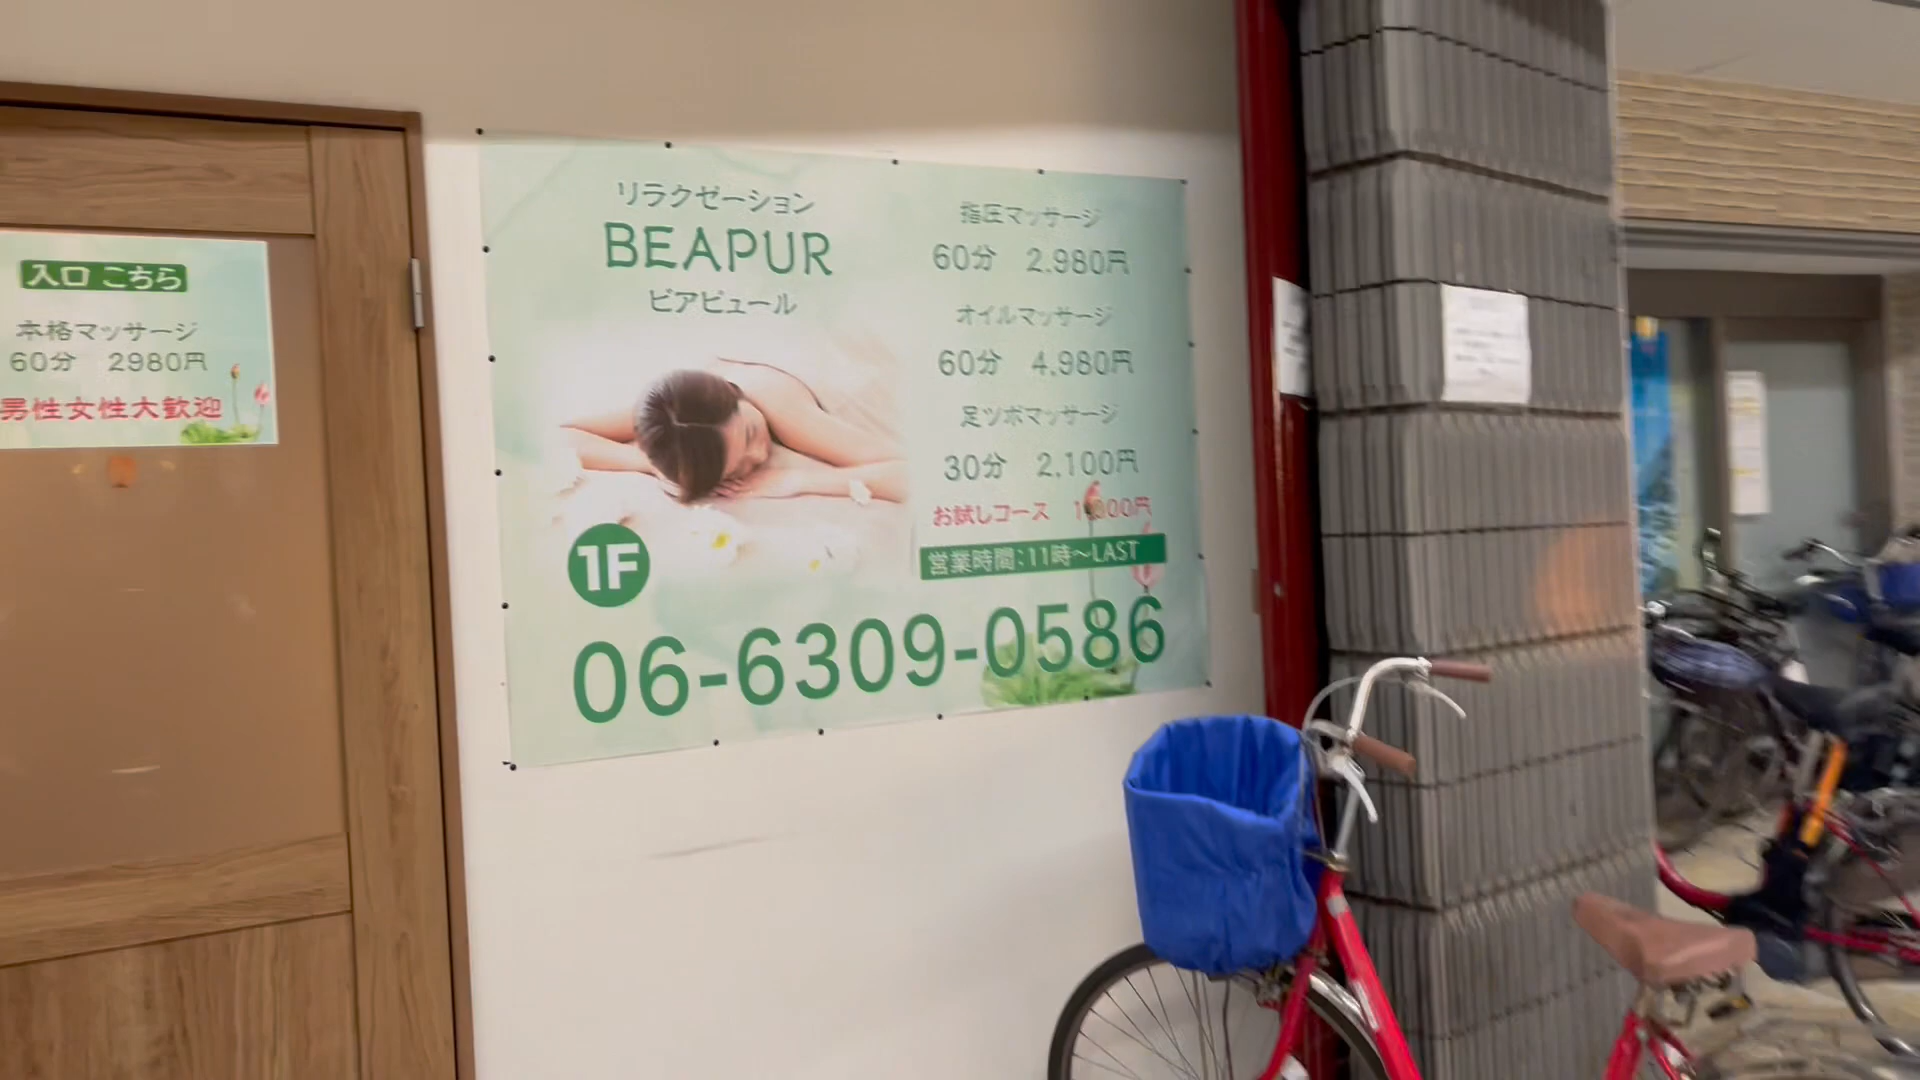 入口 こちら
本格マッサージ
60分 2980円
男性女性大歓迎
リラクゼーション
BEAPUR
ビアピュール
1F
指圧マッサージ
60分 2.980円
オイルマッサージ
60分 4.980円
足ツボマッサージ
30分 2.100円
お試しコース
営業時間:11時～LAST
06-6309-0586